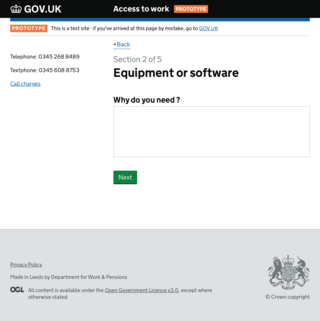 GOV.UK
Access to work PROTOTYPE
PROTOTYPE This is a test site - if you've arrived at this page by mistake, go to GOV.UK
Back
Telephone: 0345 268 8489
Textphone: 0345 608 8753
Call charges
Section 2 of 5
Equipment or software
Why do you need ?
Next
Privacy Policy
Made in Leeds by Department for Work & Pensions
OGL All content is available under the Open Government Licence v3.0, except where
otherwise stated
© Crown copyright